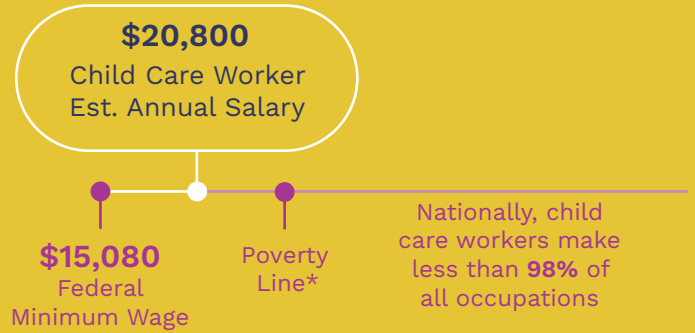 $20,800
Child Care Worker
Est. Annual Salary
$15,080
Federal
Minimum Wage
Poverty
Line*
Nationally, child
care workers make
less than 98% of
all occupations